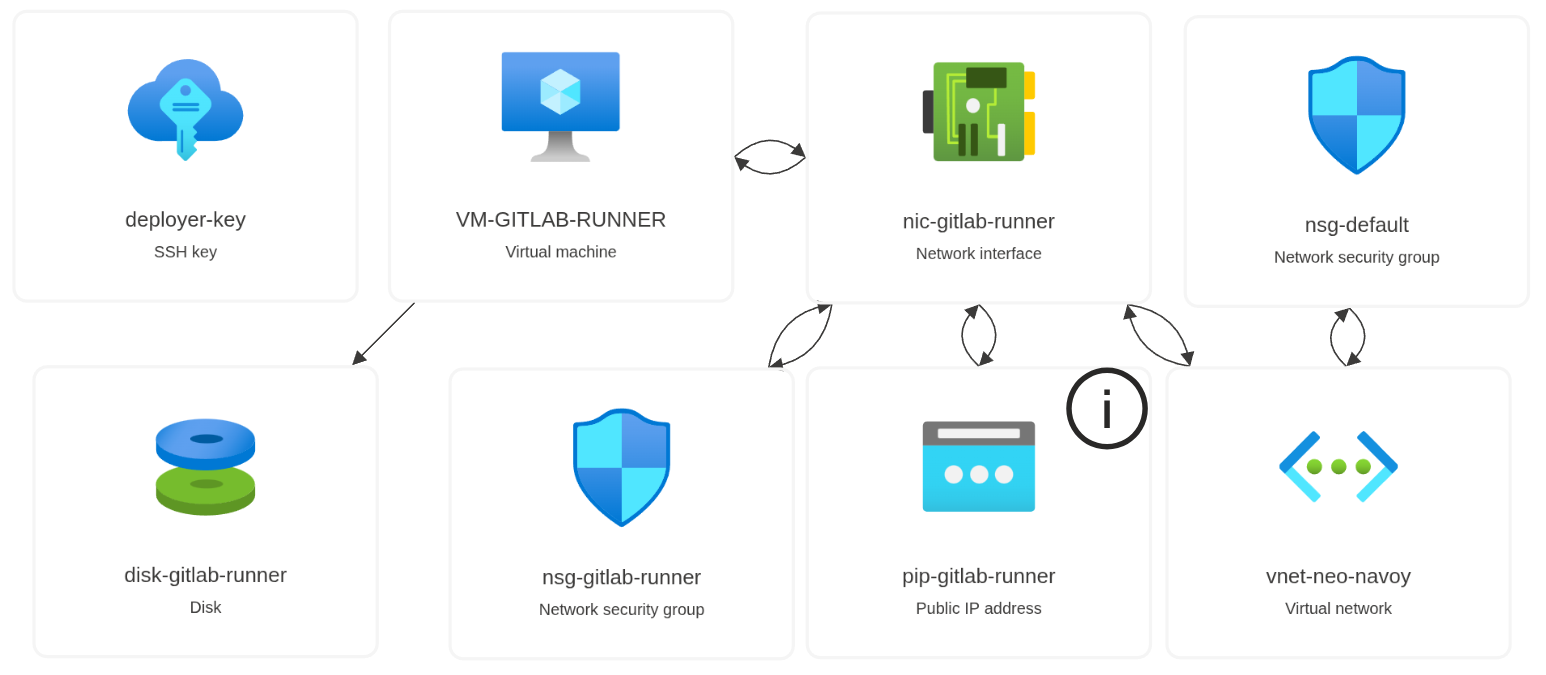 deployer-key
SSH key
VM-GITLAB-RUNNER
Virtual machine
nic-gitlab-runner
Network interface
nsg-default
Network security group
disk-gitlab-runner
Disk
nsg-gitlab-runner
Network security group
i
pip-gitlab-runner
Public IP address
vnet-neo-navoy
Virtual network